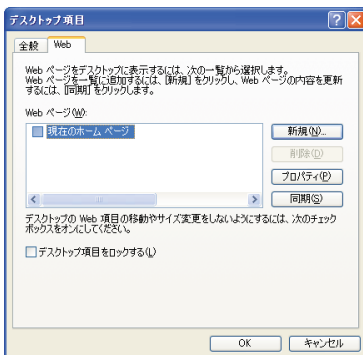 デスクトップ項目
全般 Web
Web ページをデスクトップに表示するには、次の一覧から選択します。
Web ページを一覧に追加するには、[新規] をクリックし、Web ページの内容を更新
するには、[同期] をクリックします。
Web ページ(W):
現在のホーム ページ
新規(N)...
削除(D)
プロパティ(P)
同期(S)
デスクトップの Web 項目の移動やサイズ変更をしないようにするには、次のチェック
ボックスをオンにしてください。
デスクトップ項目をロックする(L)
OK キャンセル